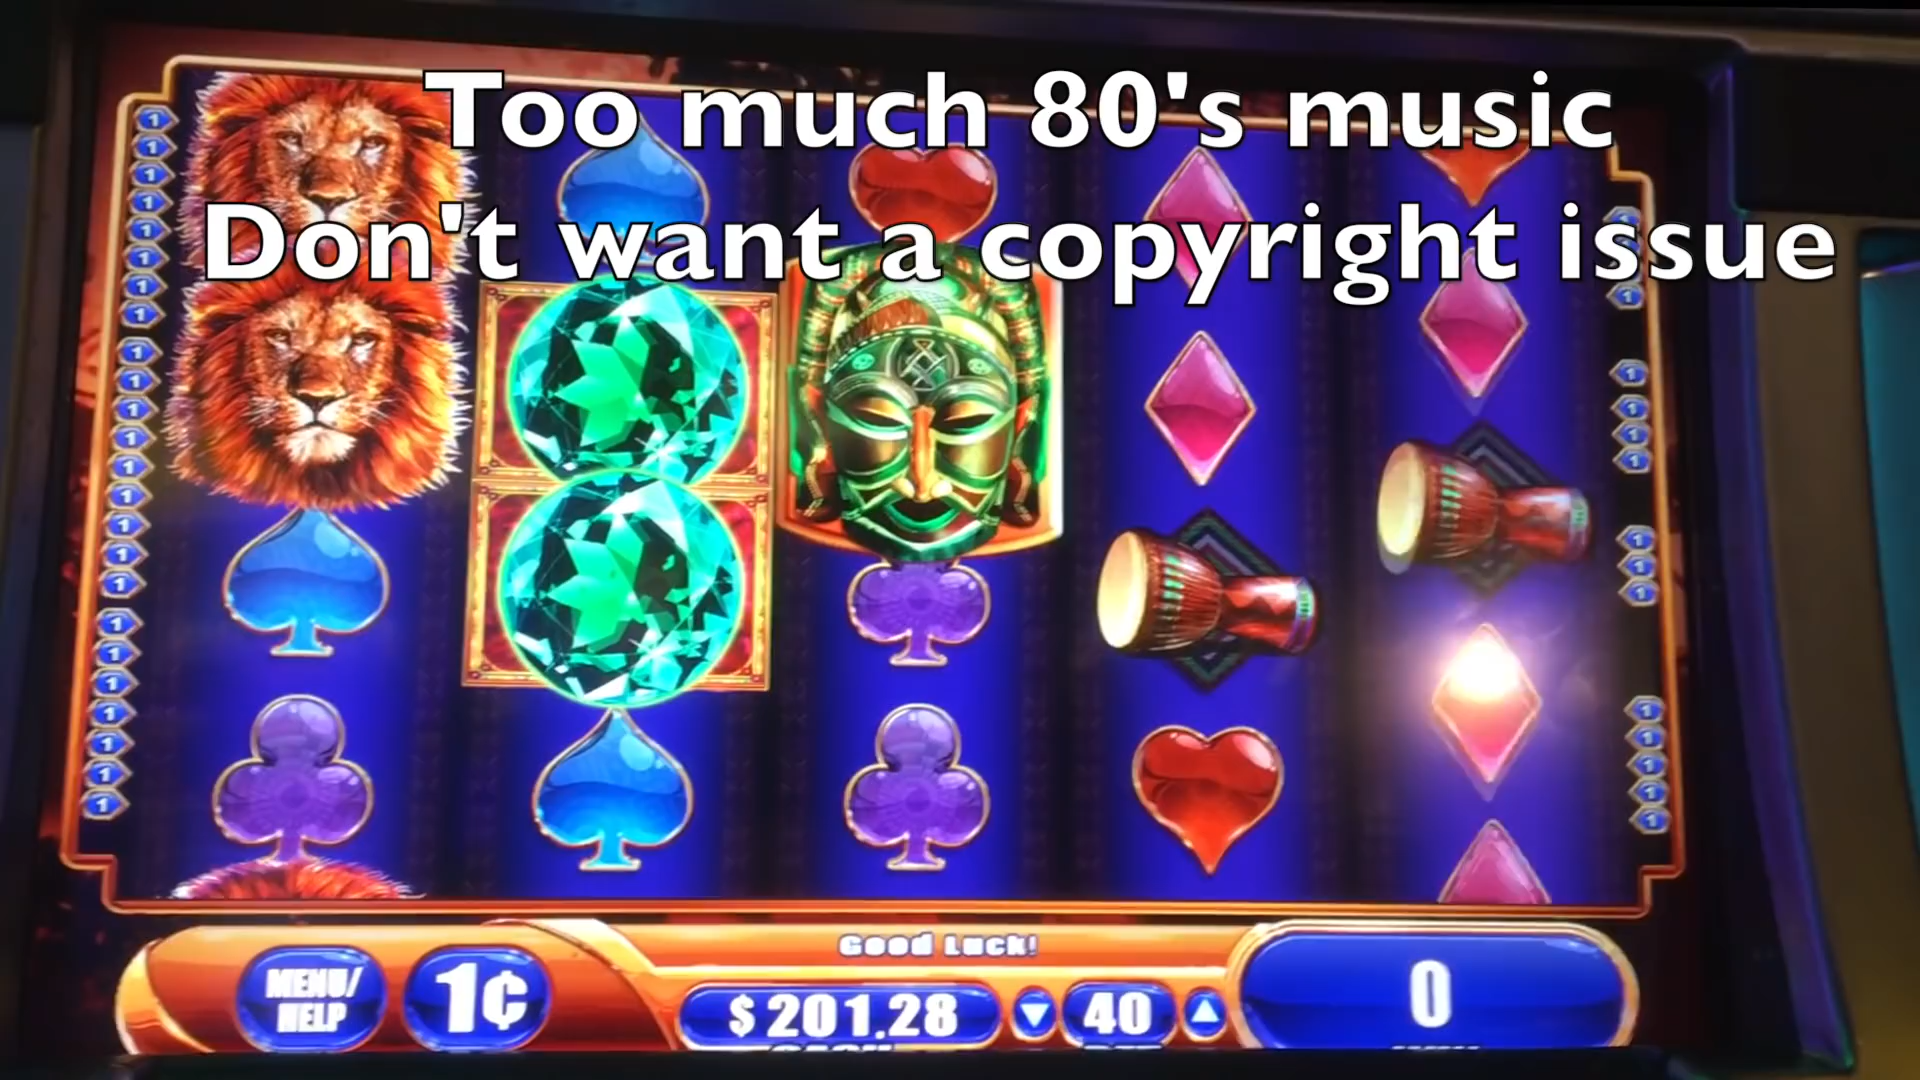 Too much 80's music
Don't want a copyright issue
Good Luck!
MENU/
HELP
1¢
$201.28
40
0